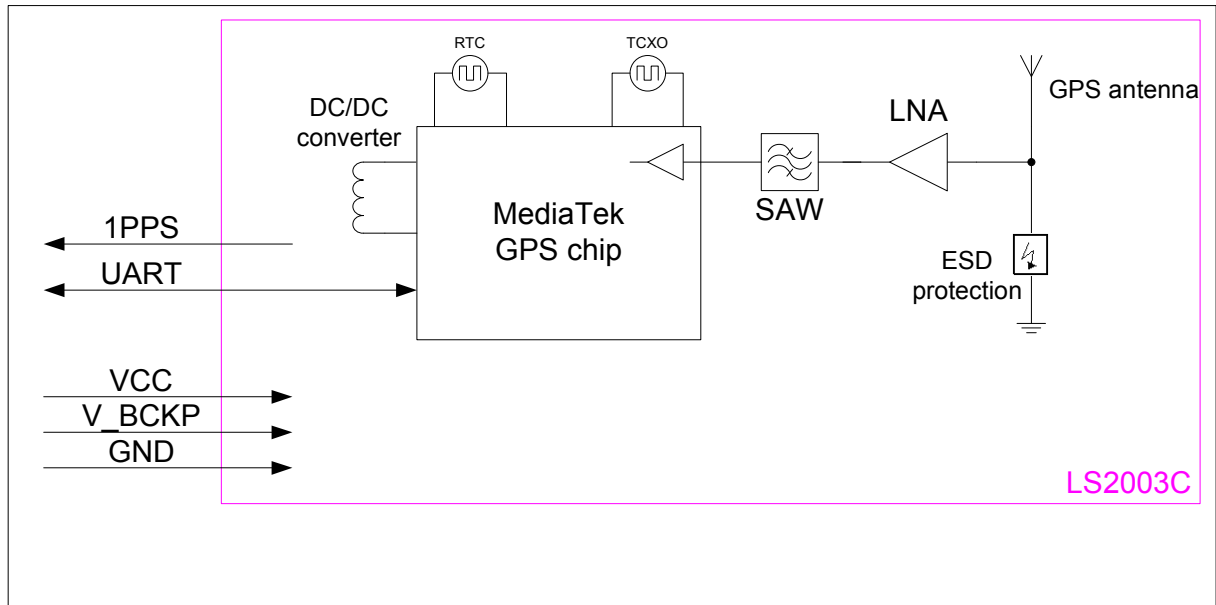 RTC
TCXO
DC/DC
converter
GPS antenna
LNA
SAW
MediaTek
GPS chip
ESD
protection
1PPS
UART
VCC
V_BCKP
GND
LS2003C